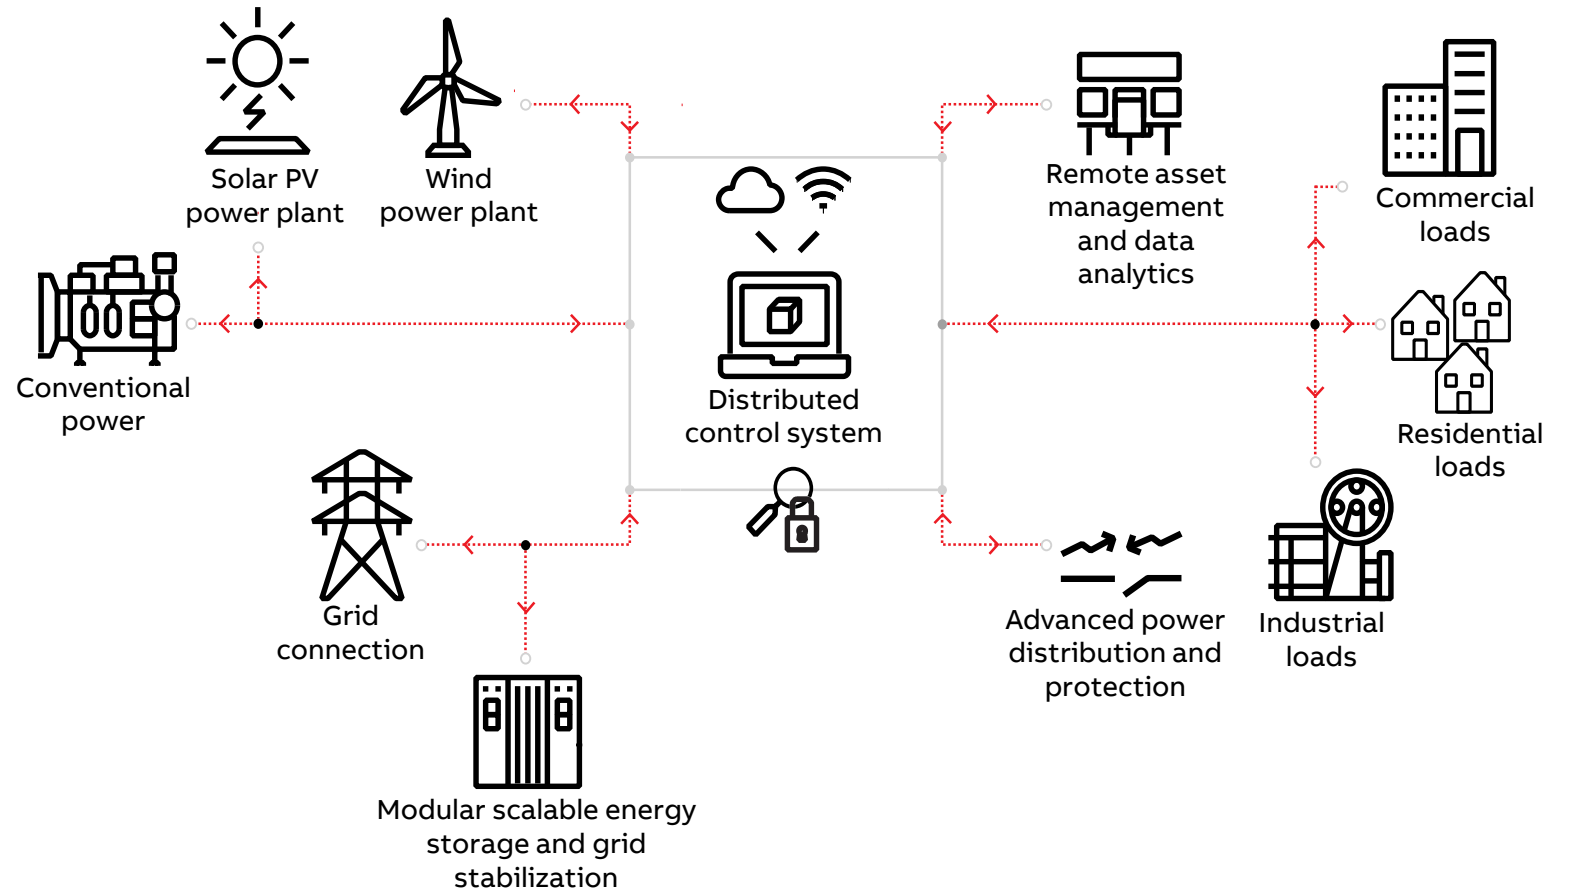 Solar PV
power plant
Wind
power plant
Remote asset
management
and data
analytics
Commercial
loads
Conventional
power
Distributed
control system
Residential
loads
Grid
connection
Advanced power
distribution and
protection
Industrial
loads
Modular scalable energy
storage and grid
stabilization